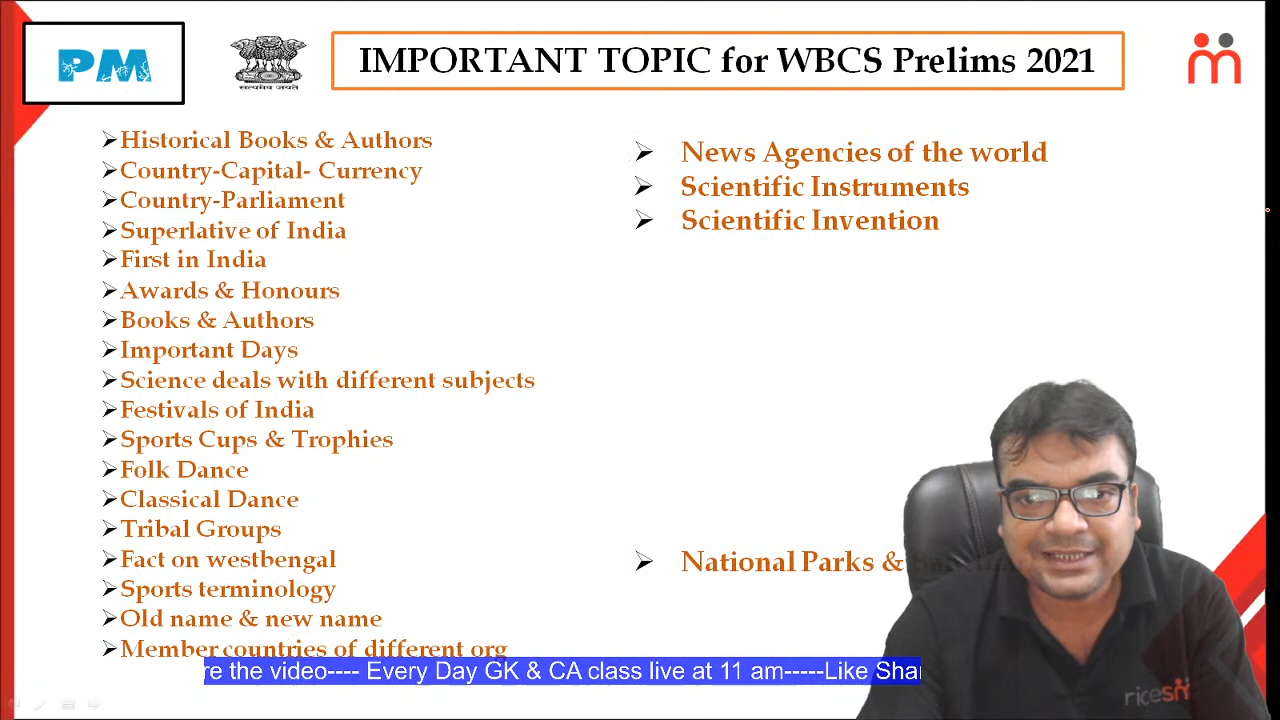 PM
सत्यमेव जयते
IMPORTANT TOPIC for WBCS Prelims 2021
Historical Books & Authors
Country-Capital- Currency
Country-Parliament
Superlative of India
First in India
Awards & Honours
Books & Authors
Important Days
Science deals with different subjects
Festivals of India
Sports Cups & Trophies
Folk Dance
Classical Dance
Tribal Groups
Fact on westbengal
Sports terminology
Old name & new name
Member countries of different org
News Agencies of the world
Scientific Instruments
Scientific Invention
National Parks &
re the video---- Every Day GK & CA class live at 11 am-----Like Shar
ricesm